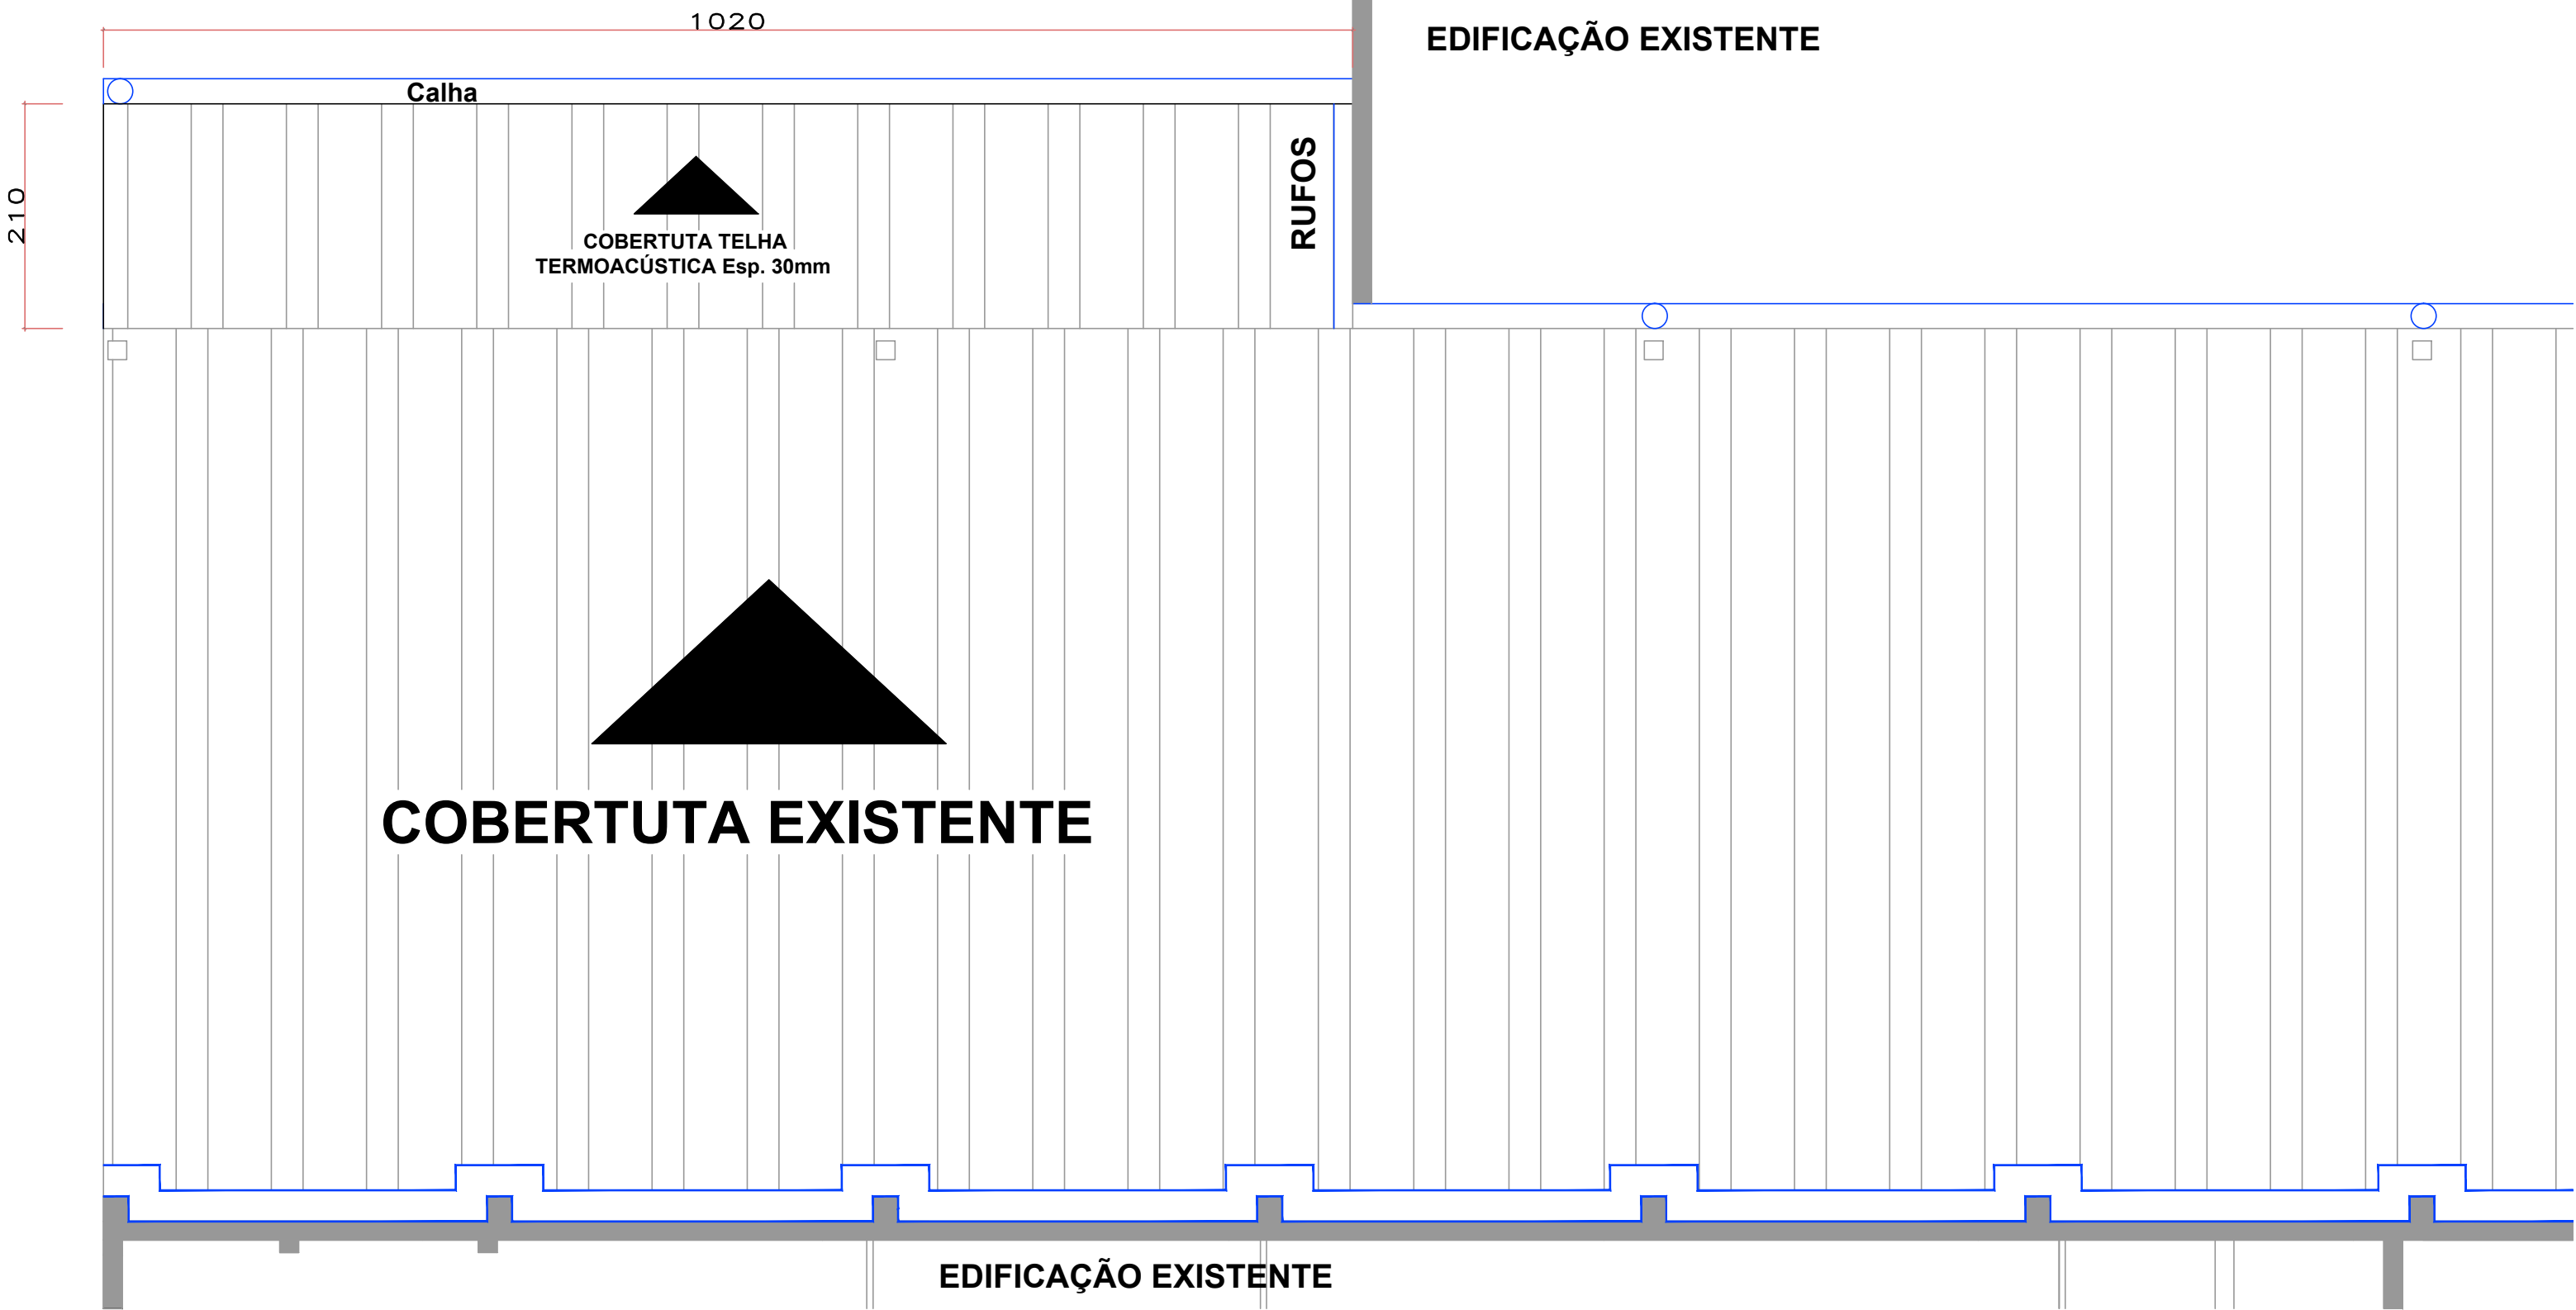 1020
EDIFICAÇÃO EXISTENTE
Calha
210
RUFOS
COBERTUTA TELHA
TERMOACÚSTICA Esp. 30mm
COBERTUTA EXISTENTE
EDIFICAÇÃO EXISTENTE